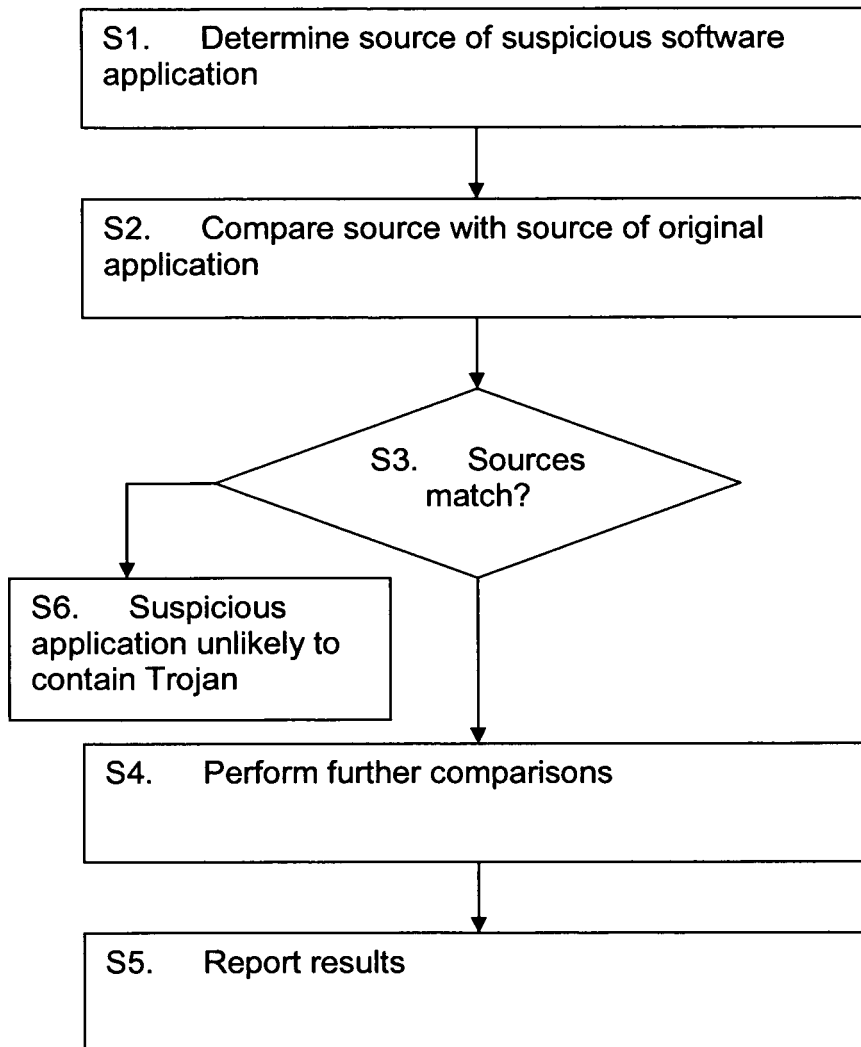 S1. Determine source of suspicious software
application
S2. Compare source with source of original
application
S3. Sources
match?
S6. Suspicious
application unlikely to
contain Trojan
S4. Perform further comparisons
S5. Report results